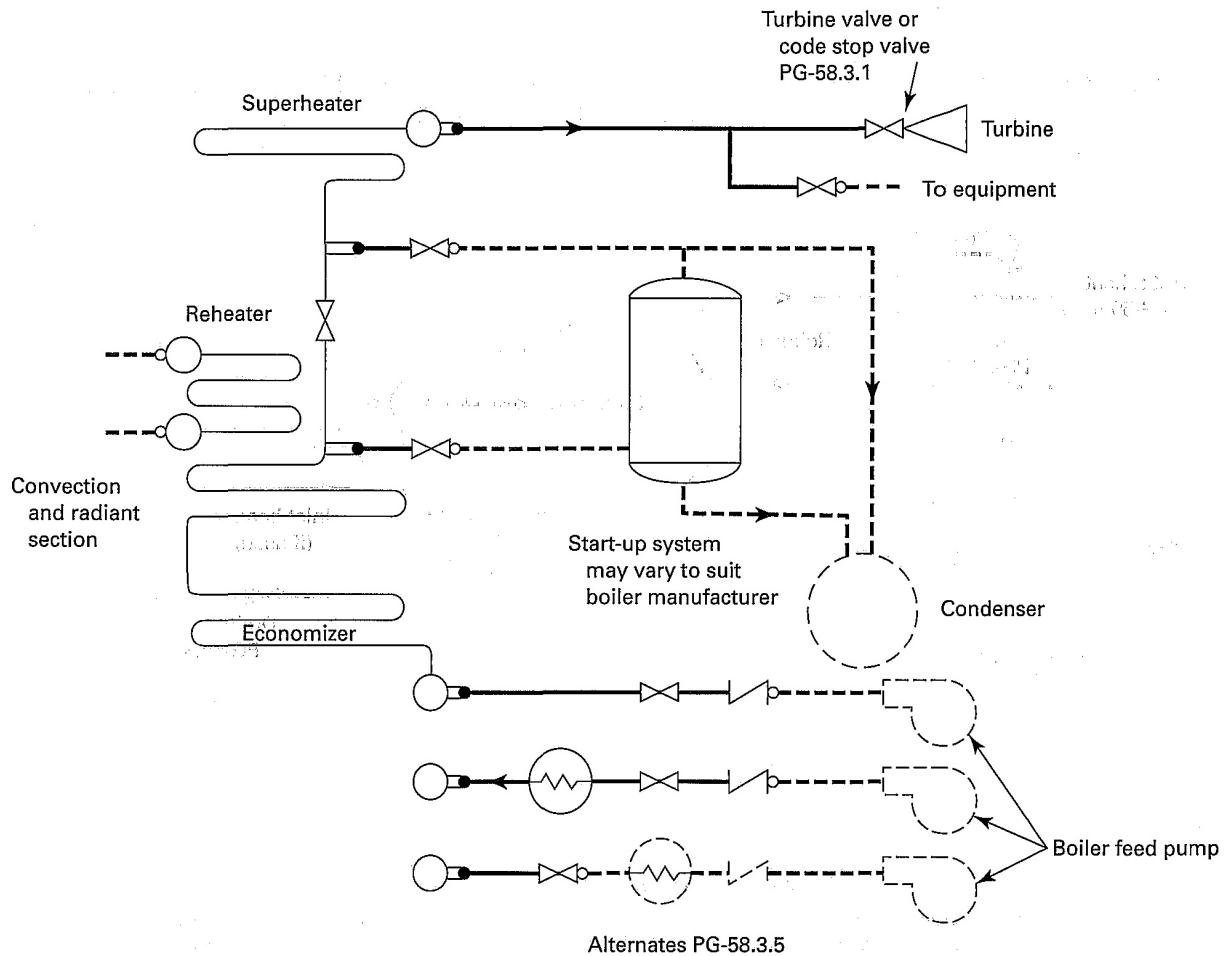 Turbine valve or
code stop valve
PG-58.3.1
Superheater
Turbine
To equipment
Reheater
Convection
and radiant
section
Start-up system
may vary to suit
boiler manufacturer
Condenser
Economizer
Boiler feed pump
Alternates PG-58.3.5